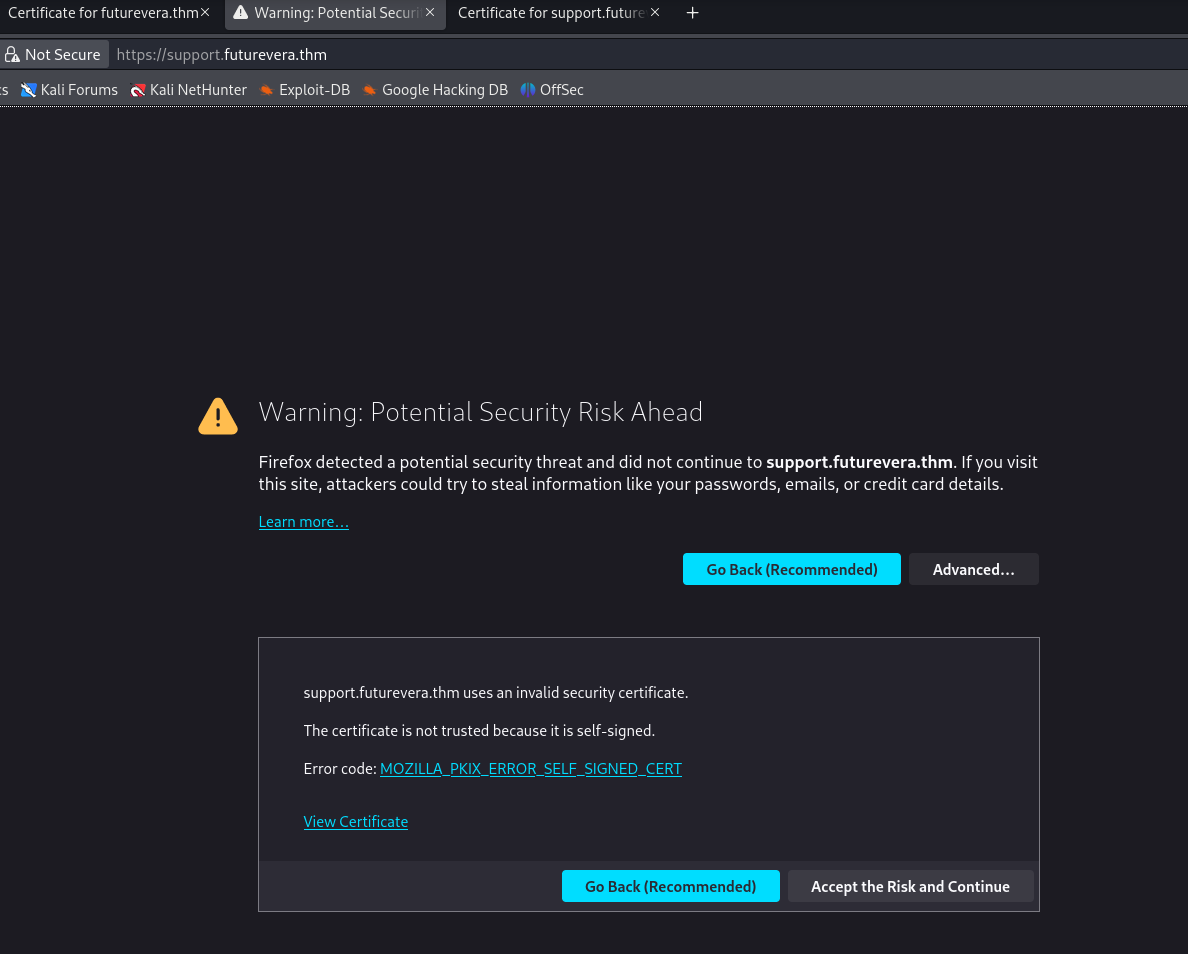 Certificate for futurevera.thm
Warning: Potential Securi
Certificate for support.future
Not Secure
https://support.futurevera.thm
s
Kali Forums
Kali NetHunter
Exploit-DB
Google Hacking DB
OffSec
Warning: Potential Security Risk Ahead
Firefox detected a potential security threat and did not continue to support.futurevera.thm. If you visit
this site, attackers could try to steal information like your passwords, emails, or credit card details.
Learn more…
Go Back (Recommended)
Advanced…
support.futurevera.thm uses an invalid security certificate.
The certificate is not trusted because it is self-signed.
Error code: MOZILLA_PKIX_ERROR_SELF_SIGNED_CERT
View Certificate
Go Back (Recommended)
Accept the Risk and Continue